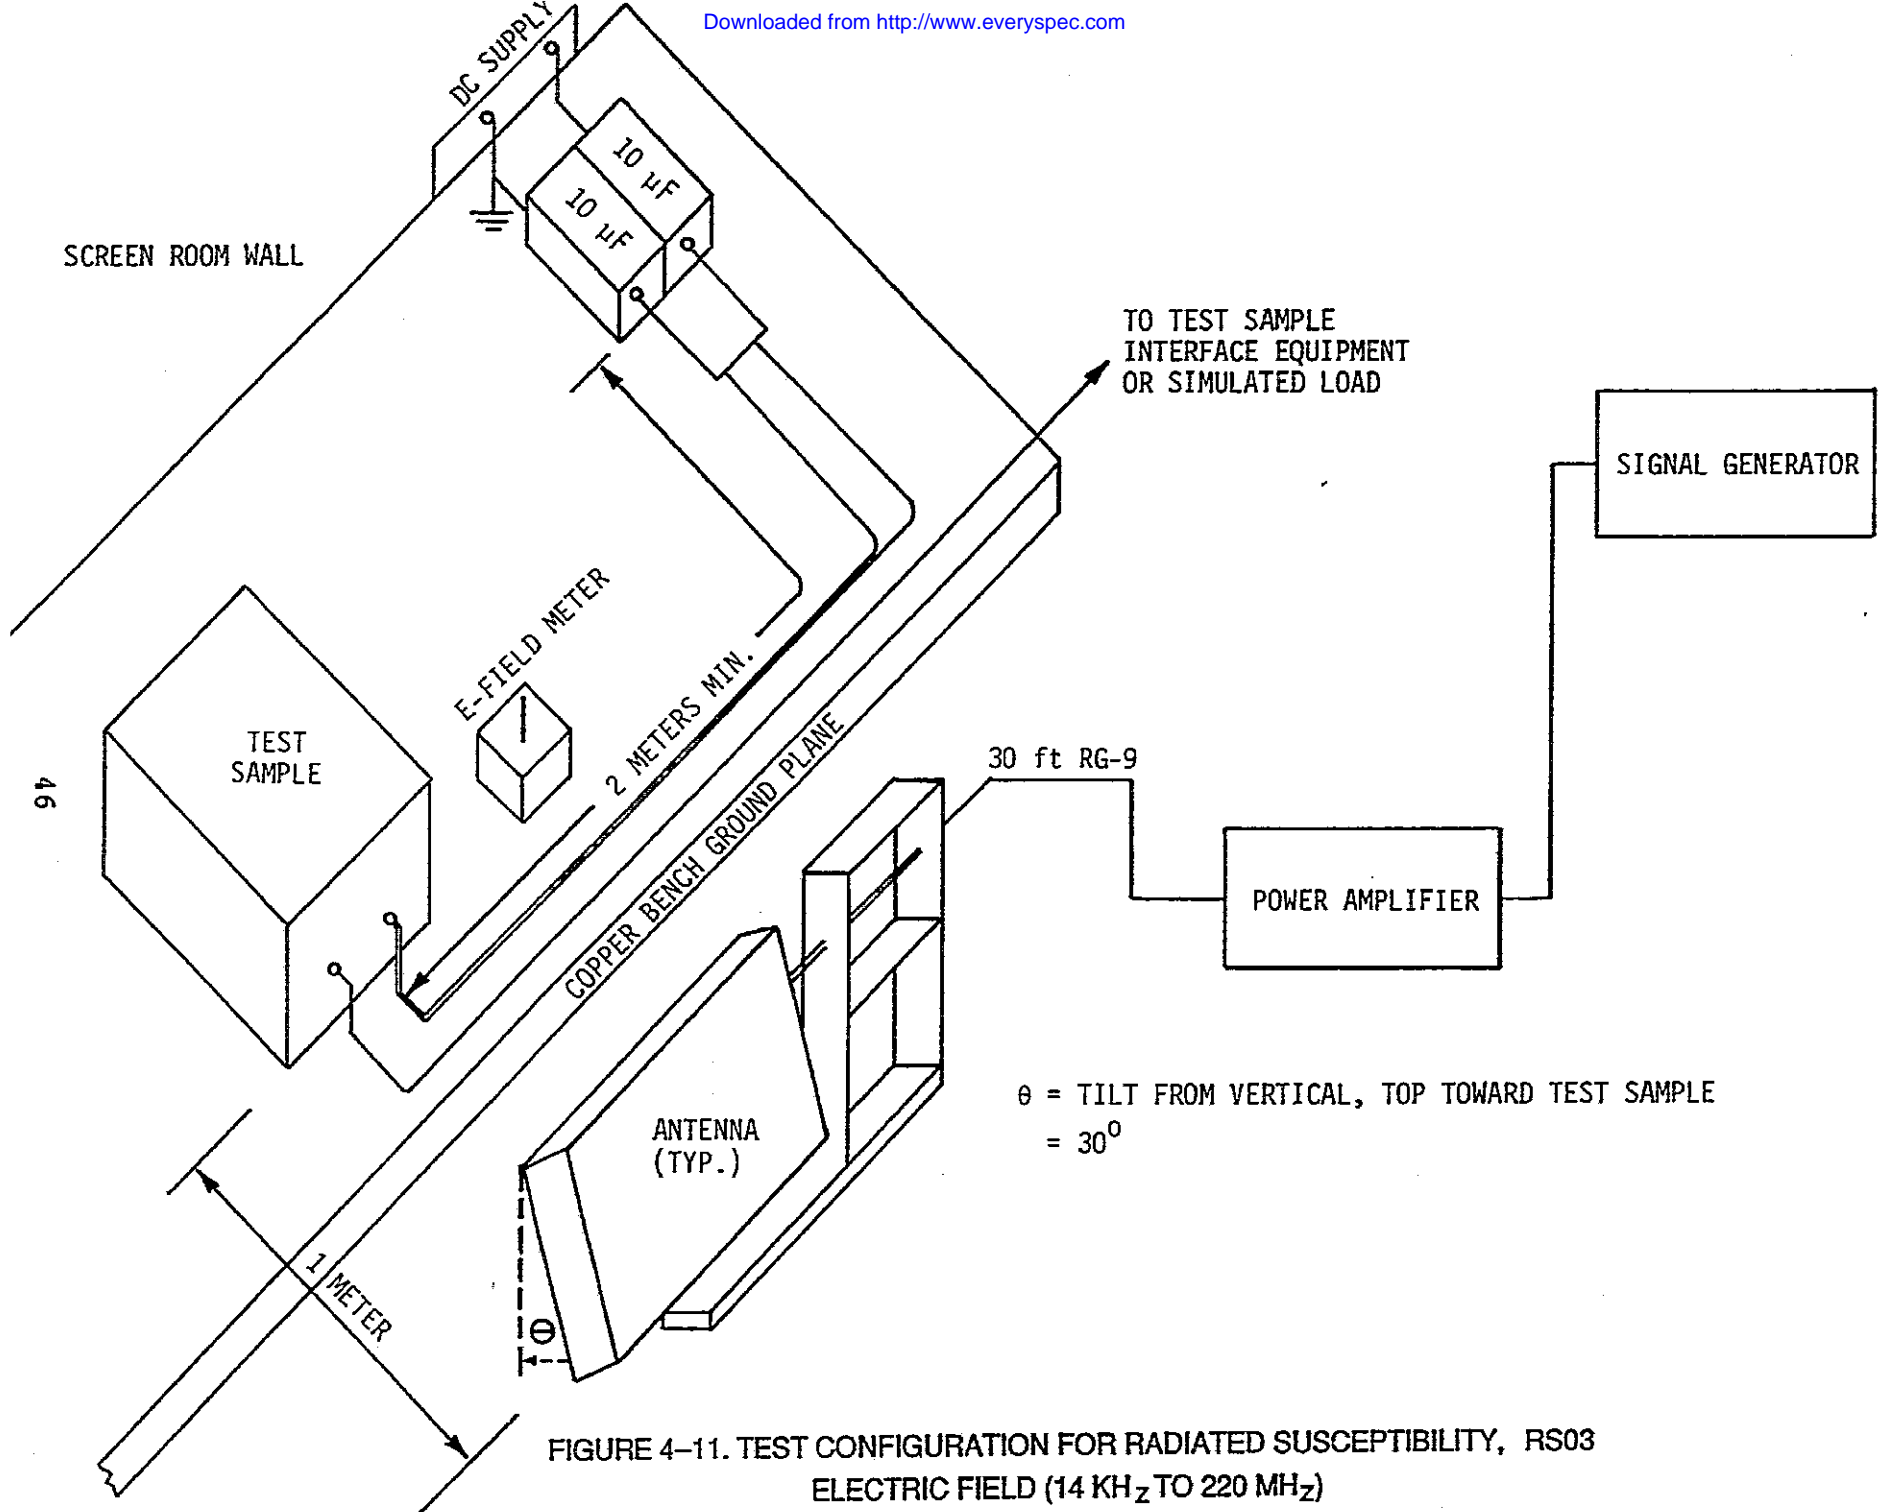 Downloaded from http://www.everyspec.com
DC SUPPLY
10 µF
10 µF
SCREEN ROOM WALL
TO TEST SAMPLE
INTERFACE EQUIPMENT
OR SIMULATED LOAD
SIGNAL GENERATOR
E-FIELD METER
TEST
SAMPLE
2 METERS MIN.
COPPER BENCH GROUND PLANE
30 ft RG-9
POWER AMPLIFIER
46
ANTENNA
(TYP.)
θ = TILT FROM VERTICAL, TOP TOWARD TEST SAMPLE
= 30⁰
1 METER
θ
FIGURE 4–11. TEST CONFIGURATION FOR RADIATED SUSCEPTIBILITY, RS03
ELECTRIC FIELD (14 KHz TO 220 MHz)